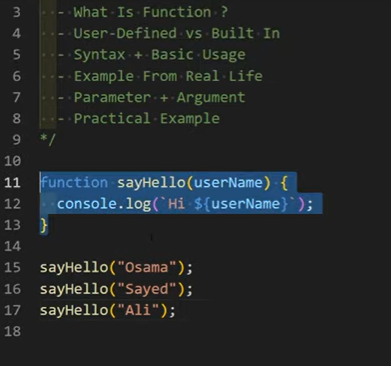 3 - What Is Function ?
4 - User-Defined vs Built In
5 - Syntax + Basic Usage
6 - Example From Real Life
7 - Parameter + Argument
8 - Practical Example
9 */
10
11 function sayHello(userName) {
12 console.log(`Hi ${userName}`);
13 }
14
15 sayHello("Osama");
16 sayHello("Sayed");
17 sayHello("Ali");
18